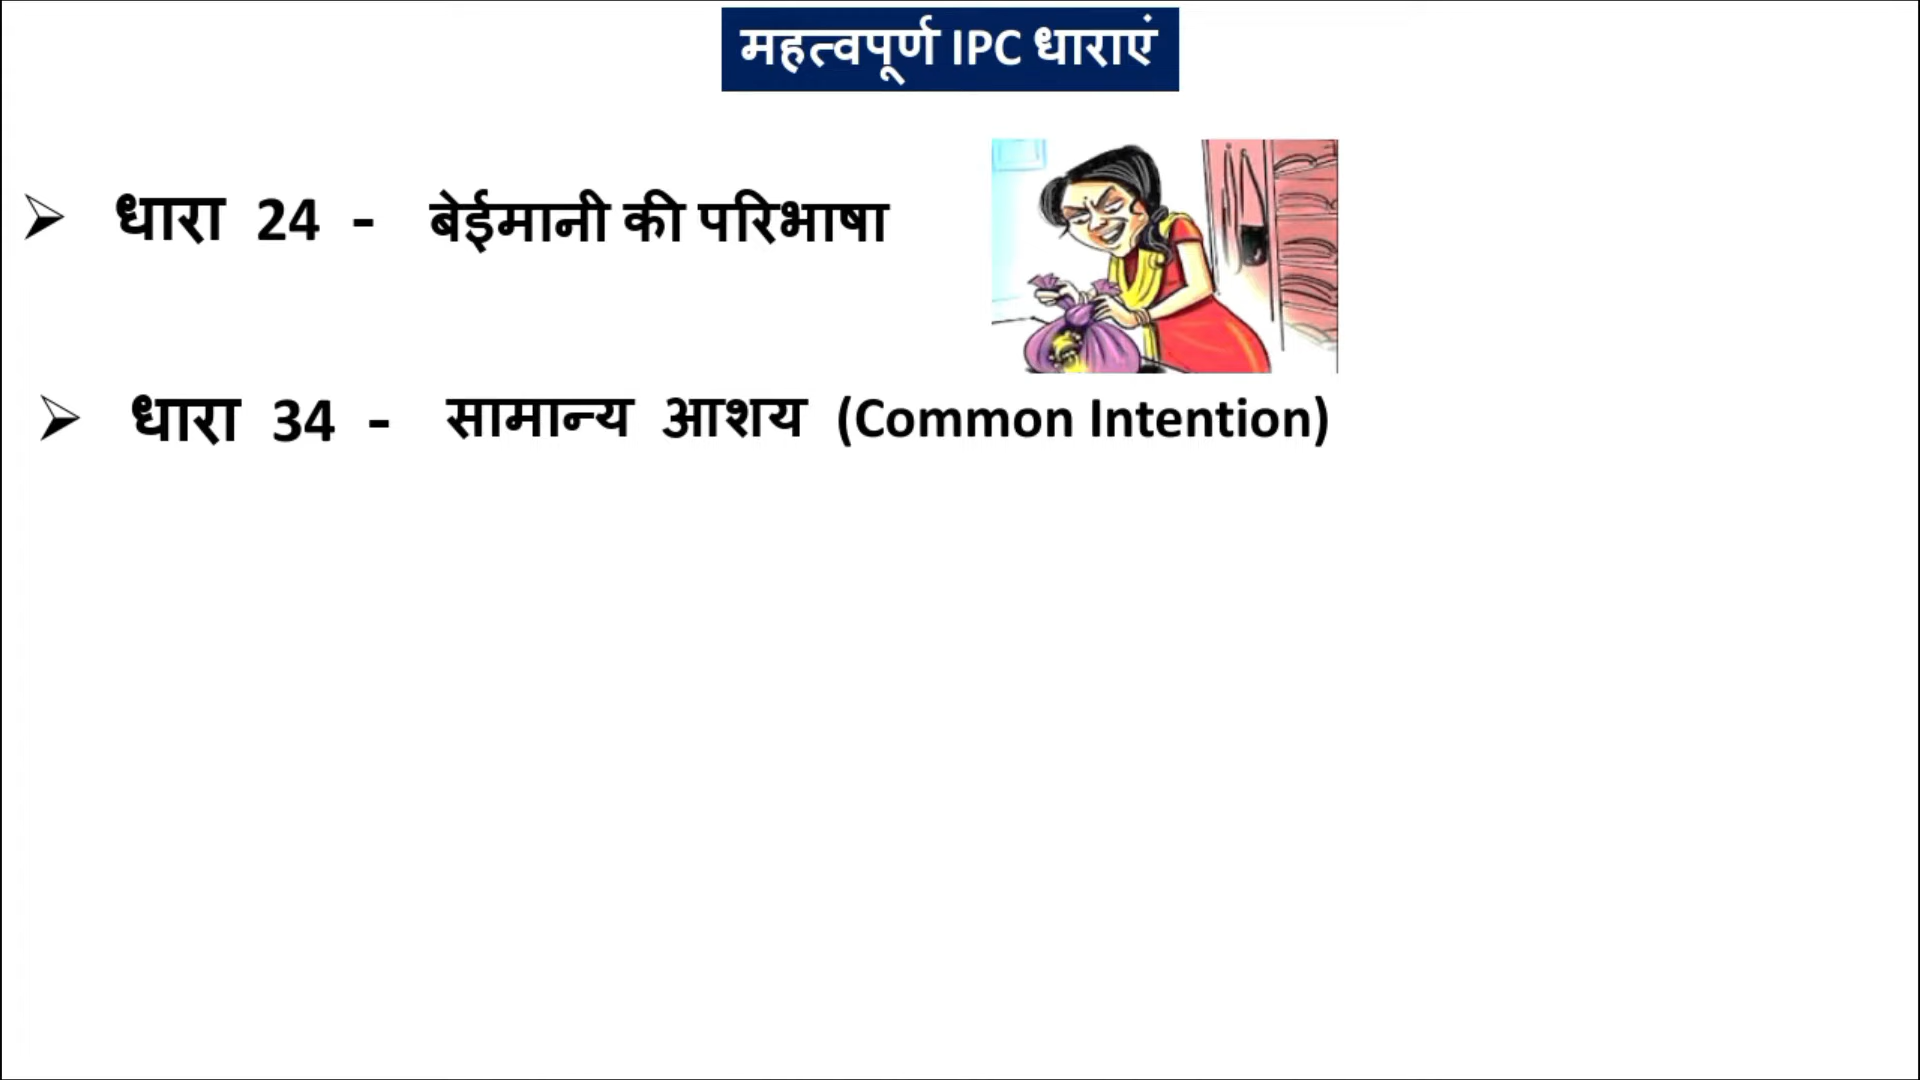 महत्वपूर्ण IPC धाराएं
धारा 24 - बेईमानी की परिभाषा
धारा 34 - सामान्य आशय (Common Intention)